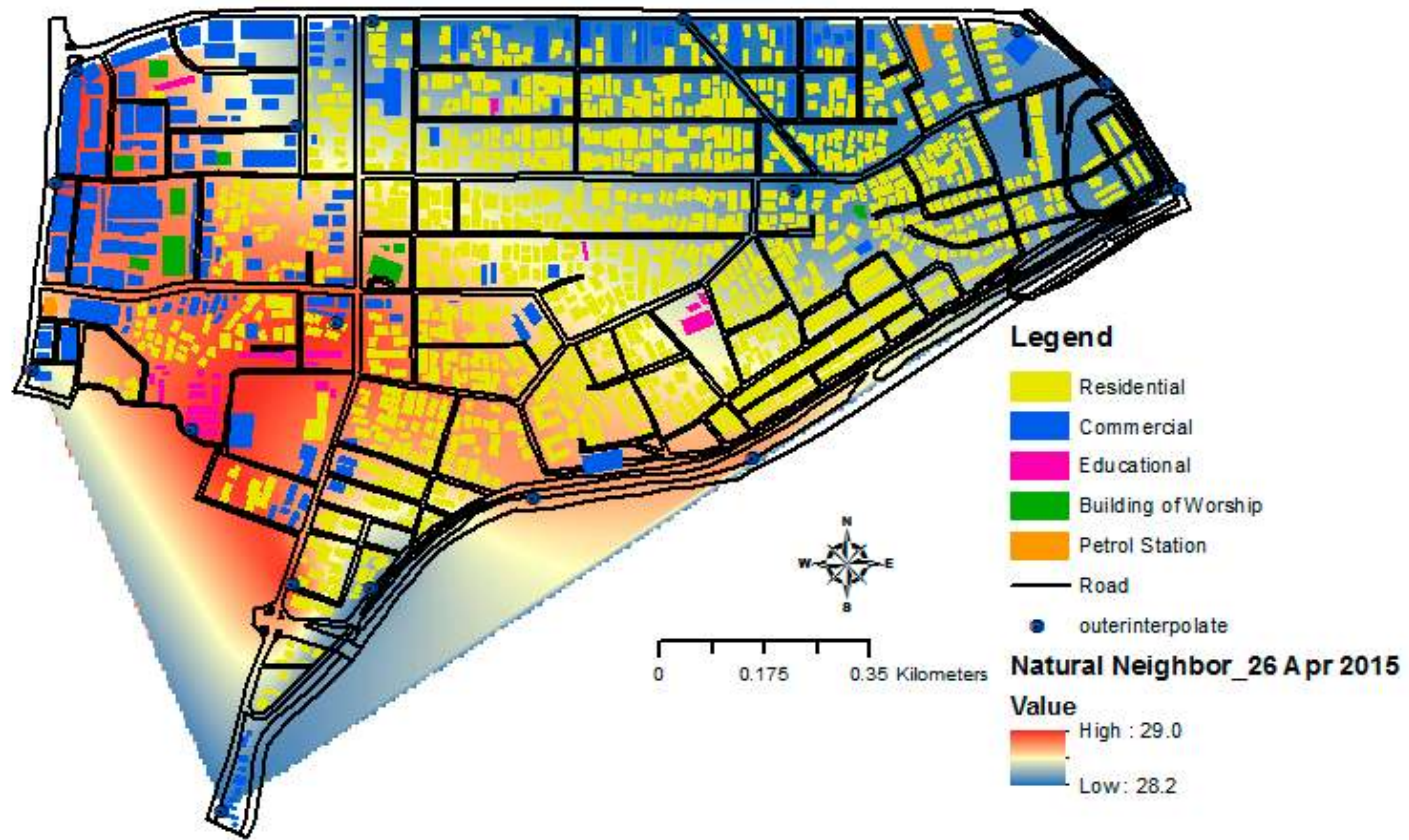 Legend
Residential
Commercial
Educational
Building of Worship
Petrol Station
Road
outerinterpolate
Natural Neighbor_26 Apr 2015
Value
High : 29.0
Low : 28.2
N
W E
S
0 0.175 0.35 Kilometers